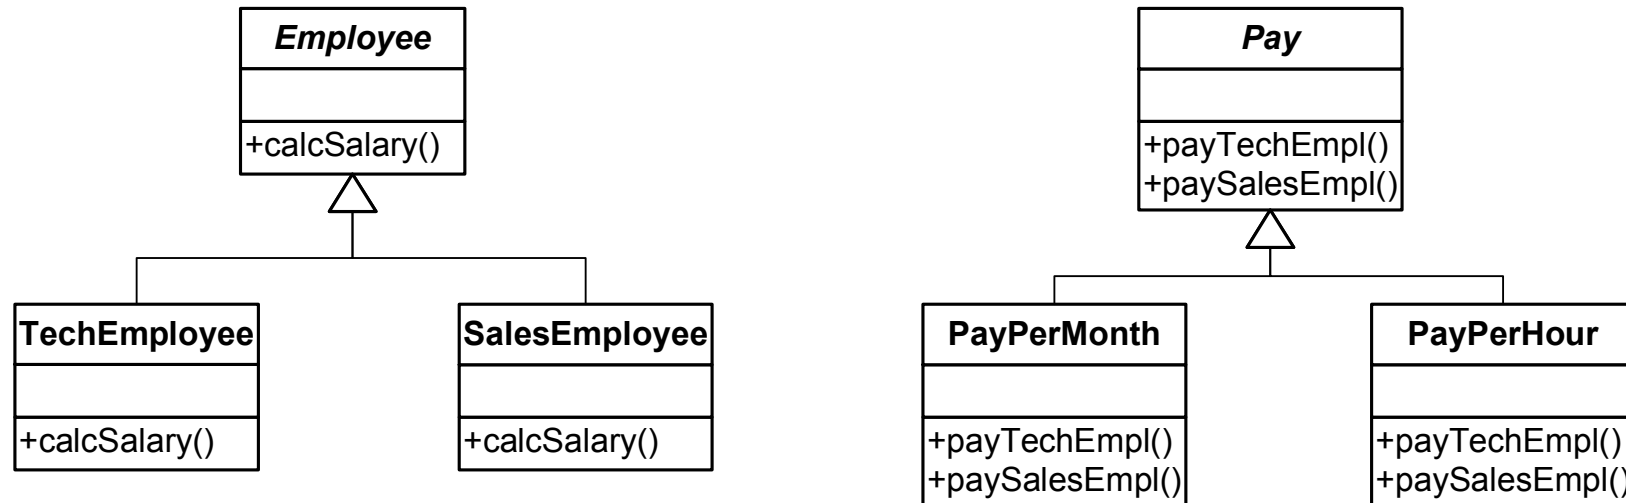 Employee
+calcSalary()
TechEmployee
+calcSalary()
SalesEmployee
+calcSalary()
Pay
+payTechEmpl()
+paySalesEmpl()
PayPerMonth
+payTechEmpl()
+paySalesEmpl()
PayPerHour
+payTechEmpl()
+paySalesEmpl()